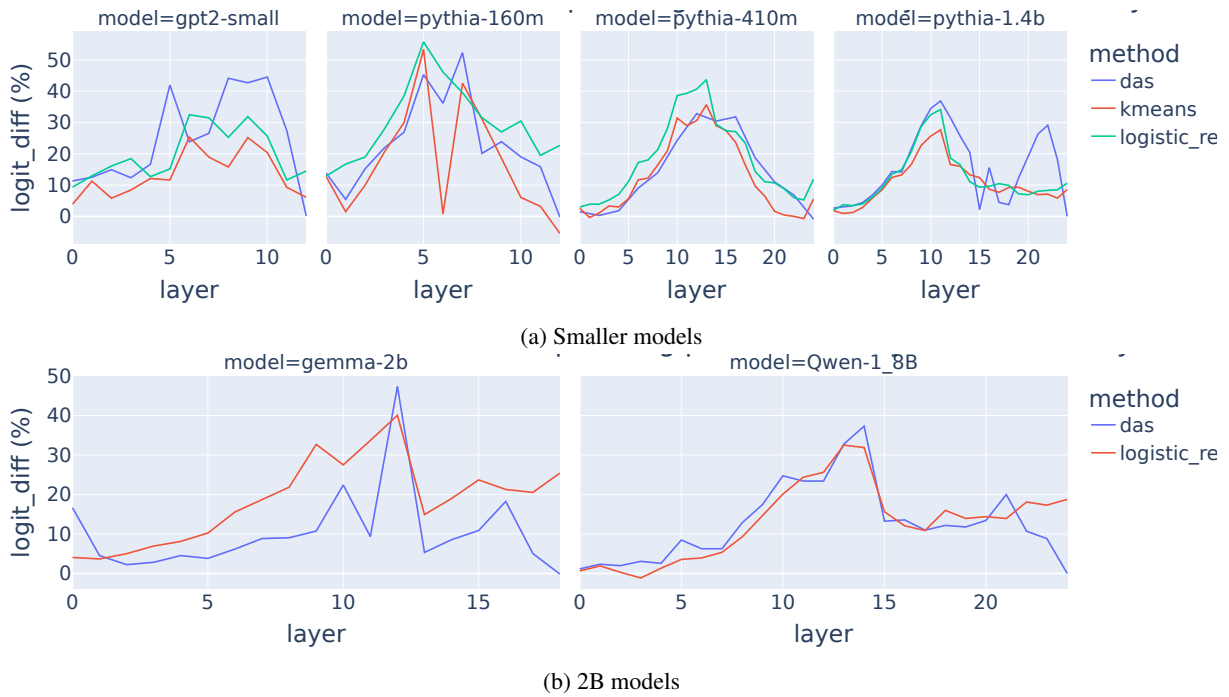 model=gpt2-small model=pythia-160m model=pythia-410m model=pythia-1.4b
logit_diff (%)
50
40
30
20
10
0
0 5 10 0 5 10 0 5 10 15 20 0 5 10 15 20
layer layer layer layer
method
das
kmeans
logistic_re
(a) Smaller models
model=gemma-2b model=Qwen-1_8B
logit_diff (%)
50
40
30
20
10
0
0 5 10 15 0 5 10 15 20
layer layer
method
das
logistic_re
(b) 2B models